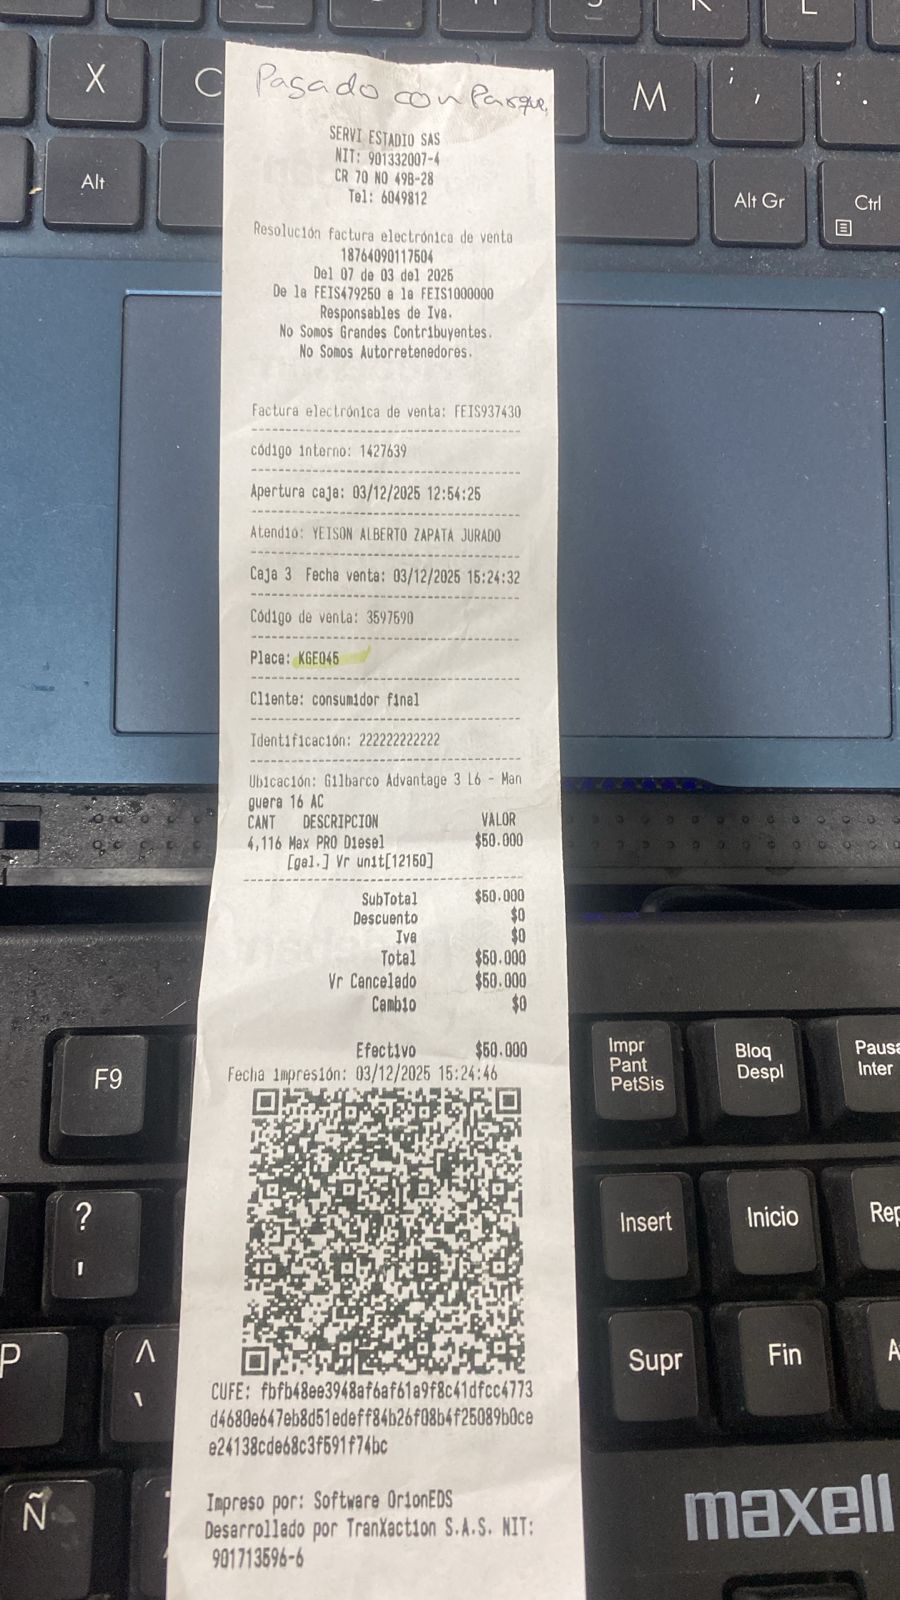 K
L
X
C
M
;
,
:
.
Alt
Alt Gr
Ctrl
Pagado con Parque
SERVI ESTADIO SAS
NIT: 901332007-4
CR 70 NO 49B-28
Tel: 6049812
Resolución factura electrónica de venta
18764090117504
Del 07 de 03 del 2025
De la FEIS479250 a la FEIS1000000
Responsables de Iva.
No Somos Grandes Contribuyentes.
No Somos Autorretenedores.
Factura electrónica de venta: FEIS937430
código interno: 1427639
Apertura caja: 03/12/2025 12:54:25
Atendió: YEISON ALBERTO ZAPATA JURADO
Caja 3 Fecha venta: 03/12/2025 15:24:32
Código de venta: 3597590
Placa: KGE045
Cliente: consumidor final
Identificación: 222222222222
Ubicación: Gilbarco Advantage 3 L6 - Man
guera 16 AC
CANT DESCRIPCION VALOR
4,116 Max PRO Diesel $50.000
[gal.] Vr unit[12150]
SubTotal $50.000
Descuento $0
Iva $0
Total $50.000
Vr Cancelado $50.000
Cambio $0
Efectivo $50.000
Fecha impresión: 03/12/2025 15:24:46
CUFE: fbfb48ee3948af6af61a9f8c41dfcc4773
d4680e647eb8d51edeff84b26f08b4f25089b0ce
e24138cde68c3f591f74bc
Impreso por: Software OrionEDS
Desarrollado por TranXaction S.A.S. NIT:
901713596-6
F9
Impr
Pant
PetSis
Bloq
Despl
Pausa
Inter
?
'
Insert
Inicio
Rep
P
^
Supr
Fin
Ñ
maxell